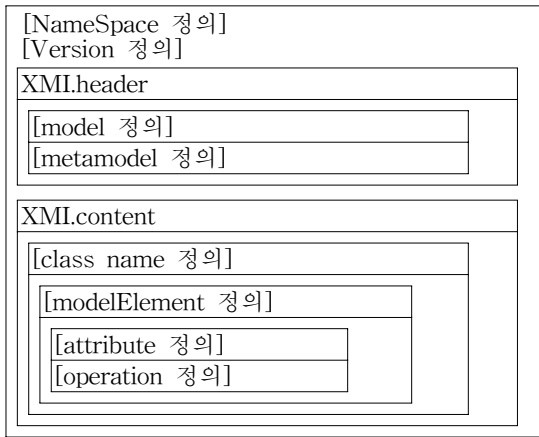 [NameSpace 정의]
[Version 정의]
XMI.header
[model 정의]
[metamodel 정의]
XMI.content
[class name 정의]
[modelElement 정의]
[attribute 정의]
[operation 정의]